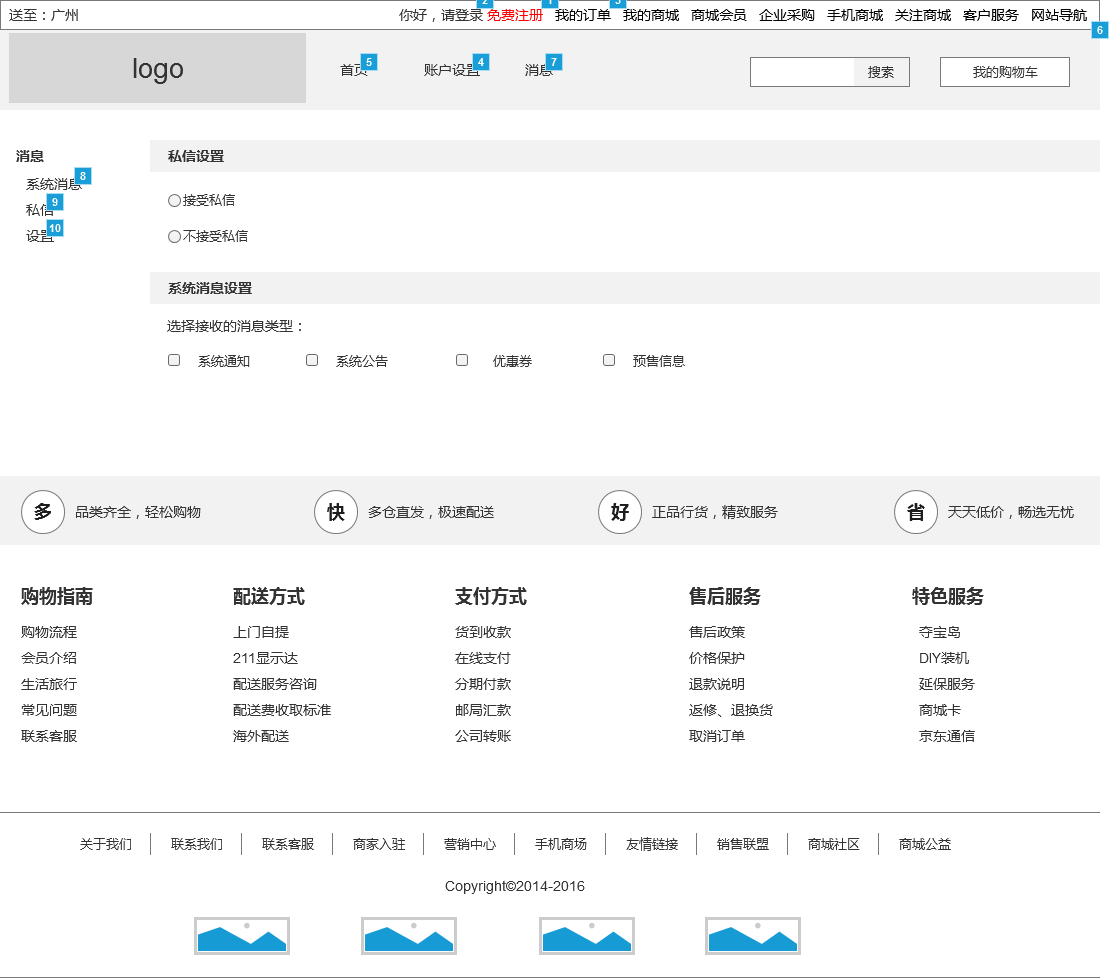 送至：广州 你好，请登录 免费注册 我的订单 我的商城 商城会员 企业采购 手机商城 关注商城 客户服务 网站导航
2 1 3
6
logo 首页 5 账户设置 4 消息 7 搜索 我的购物车
消息
系统消息 8
私信 9
设置 10
私信设置
接受私信
不接受私信
系统消息设置
选择接收的消息类型：
系统通知 系统公告 优惠券 预售信息
多 品类齐全，轻松购物 快 多仓直发，极速配送 好 正品行货，精致服务 省 天天低价，畅选无忧
购物指南 配送方式 支付方式 售后服务 特色服务
购物流程 上门自提 货到收款 售后政策 夺宝岛
会员介绍 211显示达 在线支付 价格保护 DIY装机
生活旅行 配送服务咨询 分期付款 退款说明 延保服务
常见问题 配送费收取标准 邮局汇款 返修、退换货 商城卡
联系客服 海外配送 公司转账 取消订单 京东通信
关于我们 联系我们 联系客服 商家入驻 营销中心 手机商场 友情链接 销售联盟 商城社区 商城公益
Copyright©2014-2016